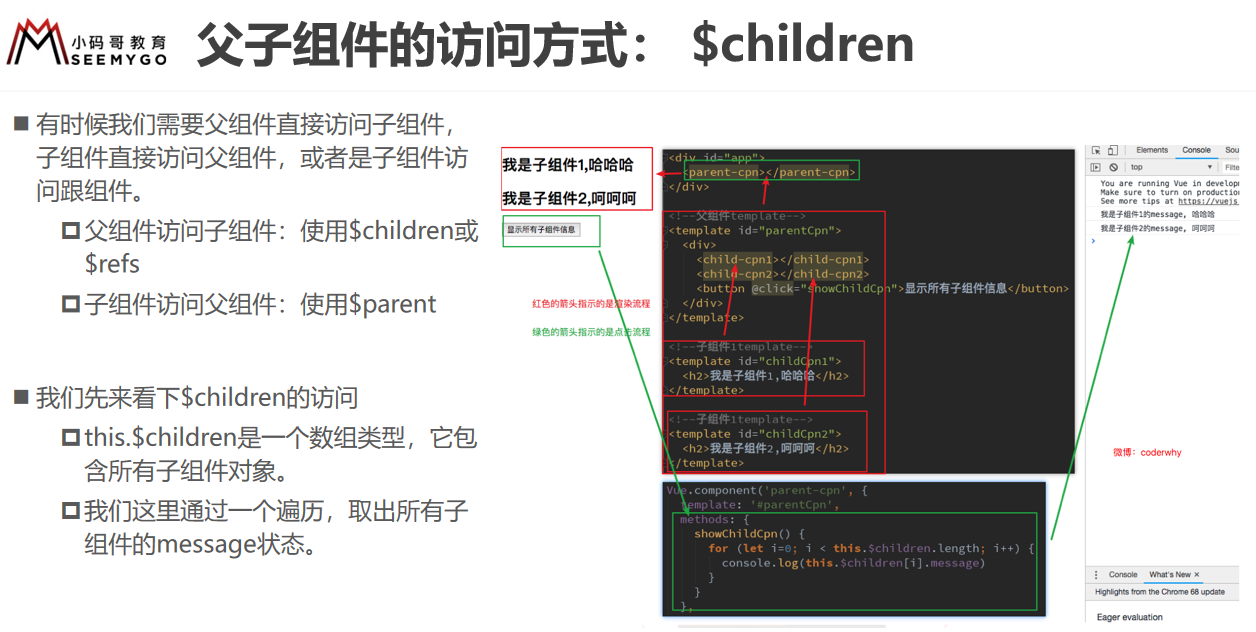 小码哥教育
SEEMYGO
父子组件的访问方式： $children
有时候我们需要父组件直接访问子组件，
子组件直接访问父组件，或者是子组件访
问跟组件。
父组件访问子组件：使用$children或
$refs
子组件访问父组件：使用$parent
我们先来看下$children的访问
this.$children是一个数组类型，它包
含所有子组件对象。
我们这里通过一个遍历，取出所有子
组件的message状态。
我是子组件1,哈哈哈
我是子组件2,呵呵呵
显示所有子组件信息
红色的箭头指示的是渲染流程
绿色的箭头指示的是点击流程
<div id="app">
<parent-cpn></parent-cpn>
</div>
<!--父组件template-->
<template id="parentCpn">
<div>
<child-cpn1></child-cpn1>
<child-cpn2></child-cpn2>
<button @click="showChildCpn">显示所有子组件信息</button>
</div>
</template>
<!--子组件1template-->
<template id="childCpn1">
<h2>我是子组件1,哈哈哈</h2>
</template>
<!--子组件1template-->
<template id="childCpn2">
<h2>我是子组件2,呵呵呵</h2>
</template>
Vue.component('parent-cpn', {
template: '#parentCpn',
methods: {
showChildCpn() {
for (let i=0; i < this.$children.length; i++) {
console.log(this.$children[i].message)
}
}
},
Elements Console Sou
top Filte
You are running Vue in develop
Make sure to turn on production
See more tips at https://vuejs
我是子组件1的message, 哈哈哈
我是子组件2的message, 呵呵呵
>
微博：coderwhy
Console What's New ×
Highlights from the Chrome 68 update
Eager evaluation